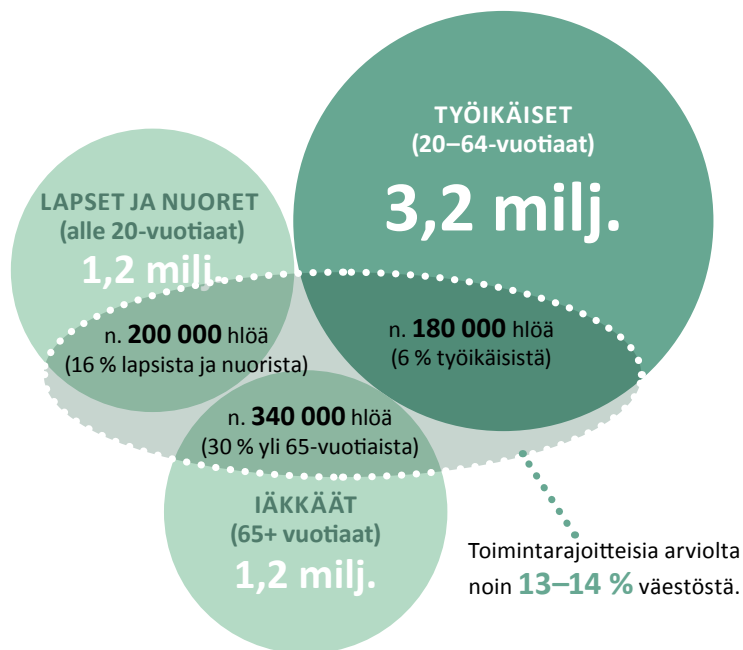 TYÖIKÄISET
(20–64-vuotiaat)
3,2 milj.
LAPSET JA NUORET
(alle 20-vuotiaat)
1,2 milj.
n. 200 000 hlöä
(16 % lapsista ja nuorista)
n. 180 000 hlöä
(6 % työikäisistä)
n. 340 000 hlöä
(30 % yli 65-vuotiaista)
IÄKKÄÄT
(65+ vuotiaat)
1,2 milj.
Toimintarajoitteisia arviolta
noin 13–14 % väestöstä.